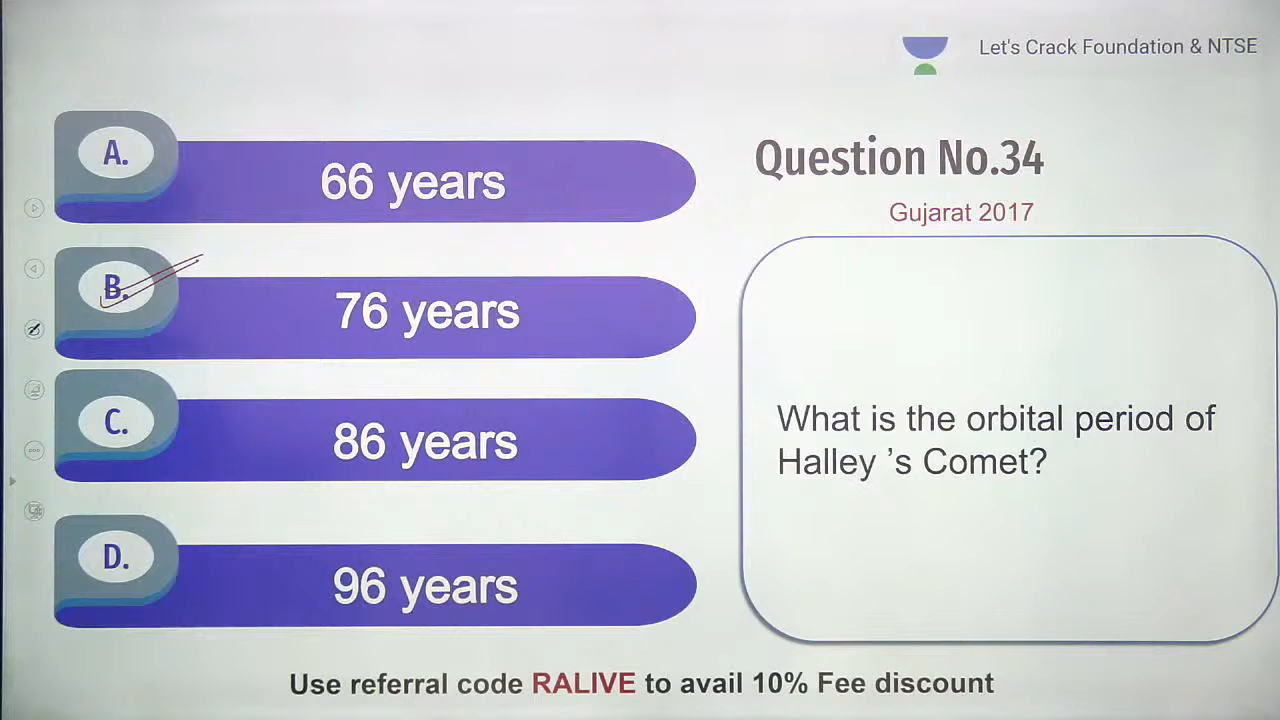 Let's Crack Foundation & NTSE
A.
66 years
B.
76 years
C.
86 years
D.
96 years
Question No.34
Gujarat 2017
What is the orbital period of
Halley ’s Comet?
Use referral code RALIVE to avail 10% Fee discount